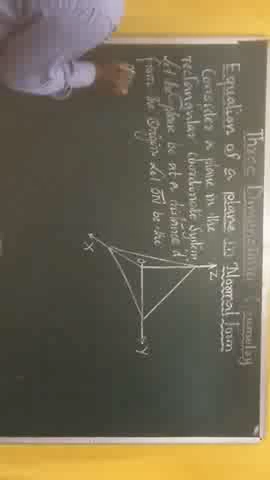 Three Dimensional Geometry
Equation of a plane in Normal form
Consider a plane in the
rectangular coordinate system
Let the plane be at a distance 'd'
from the Origin Let ON be the
Z
O
Y
X